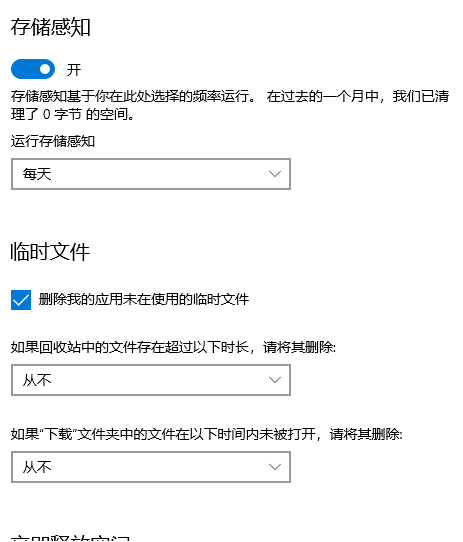 存储感知
开
存储感知基于你在此处选择的频率运行。 在过去的一个月中，我们已清
理了 0 字节 的空间。
运行存储感知
每天
临时文件
删除我的应用未在使用的临时文件
如果回收站中的文件存在超过以下时长，请将其删除:
从不
如果“下载”文件夹中的文件在以下时间内未被打开，请将其删除:
从不
立即释放空间